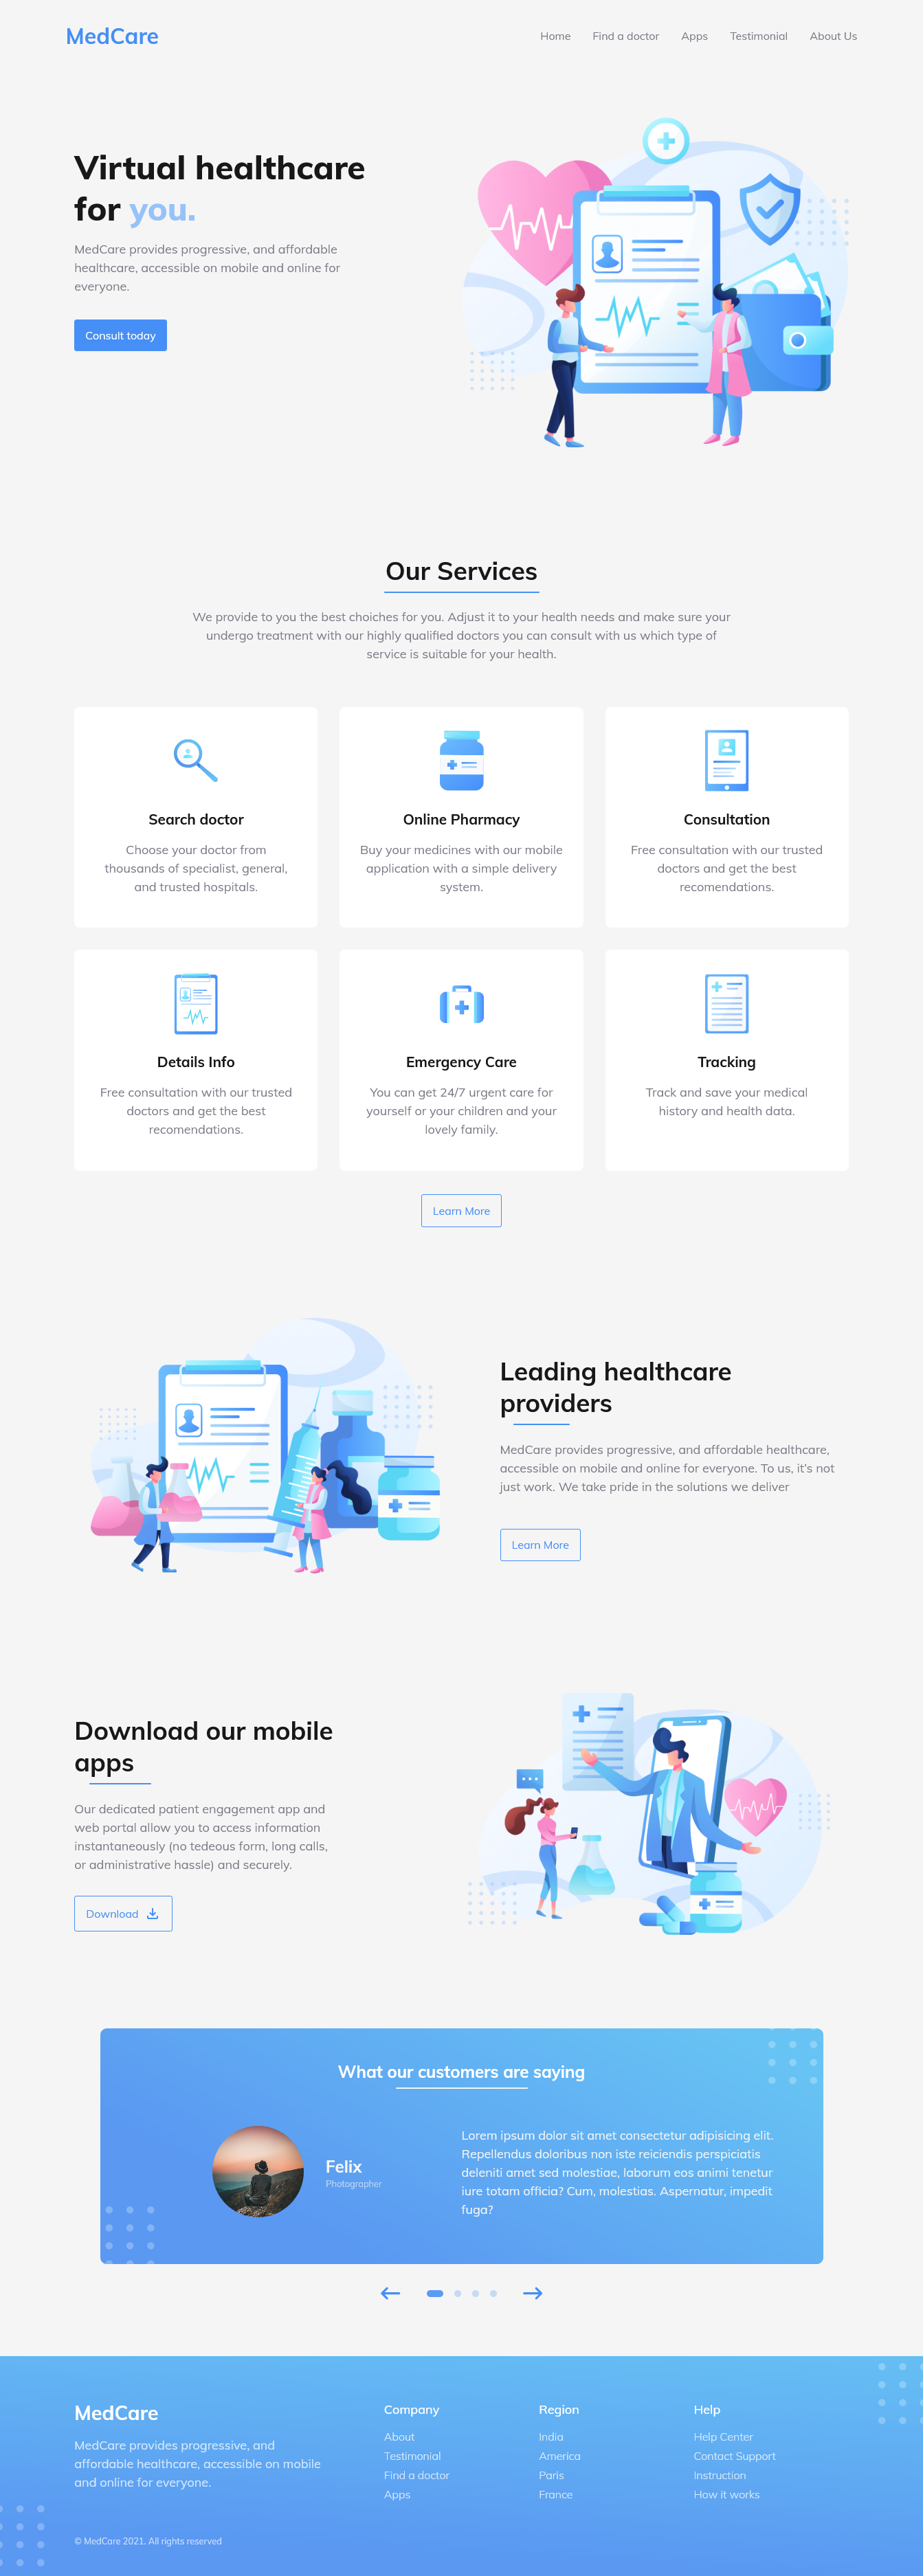 MedCare
Home
Find a doctor
Apps
Testimonial
About Us
Virtual healthcare
for you.
MedCare provides progressive, and affordable
healthcare, accessible on mobile and online for
everyone.
Consult today
Our Services
We provide to you the best choiches for you. Adjust it to your health needs and make sure your
undergo treatment with our highly qualified doctors you can consult with us which type of
service is suitable for your health.
Search doctor
Choose your doctor from
thousands of specialist, general,
and trusted hospitals.
Online Pharmacy
Buy your medicines with our mobile
application with a simple delivery
system.
Consultation
Free consultation with our trusted
doctors and get the best
recomendations.
Details Info
Free consultation with our trusted
doctors and get the best
recomendations.
Emergency Care
You can get 24/7 urgent care for
yourself or your children and your
lovely family.
Tracking
Track and save your medical
history and health data.
Learn More
Leading healthcare
providers
MedCare provides progressive, and affordable healthcare,
accessible on mobile and online for everyone. To us, it's not
just work. We take pride in the solutions we deliver
Learn More
Download our mobile
apps
Our dedicated patient engagement app and
web portal allow you to access information
instantaneously (no tedeous form, long calls,
or administrative hassle) and securely.
Download
What our customers are saying
Felix
Photographer
Lorem ipsum dolor sit amet consectetur adipisicing elit.
Repellendus doloribus non iste reiciendis perspiciatis
deleniti amet sed molestiae, laborum eos animi tenetur
iure totam officia? Cum, molestias. Aspernatur, impedit
fuga?
MedCare
MedCare provides progressive, and
affordable healthcare, accessible on mobile
and online for everyone.
© MedCare 2021. All rights reserved
Company
About
Testimonial
Find a doctor
Apps
Region
India
America
Paris
France
Help
Help Center
Contact Support
Instruction
How it works